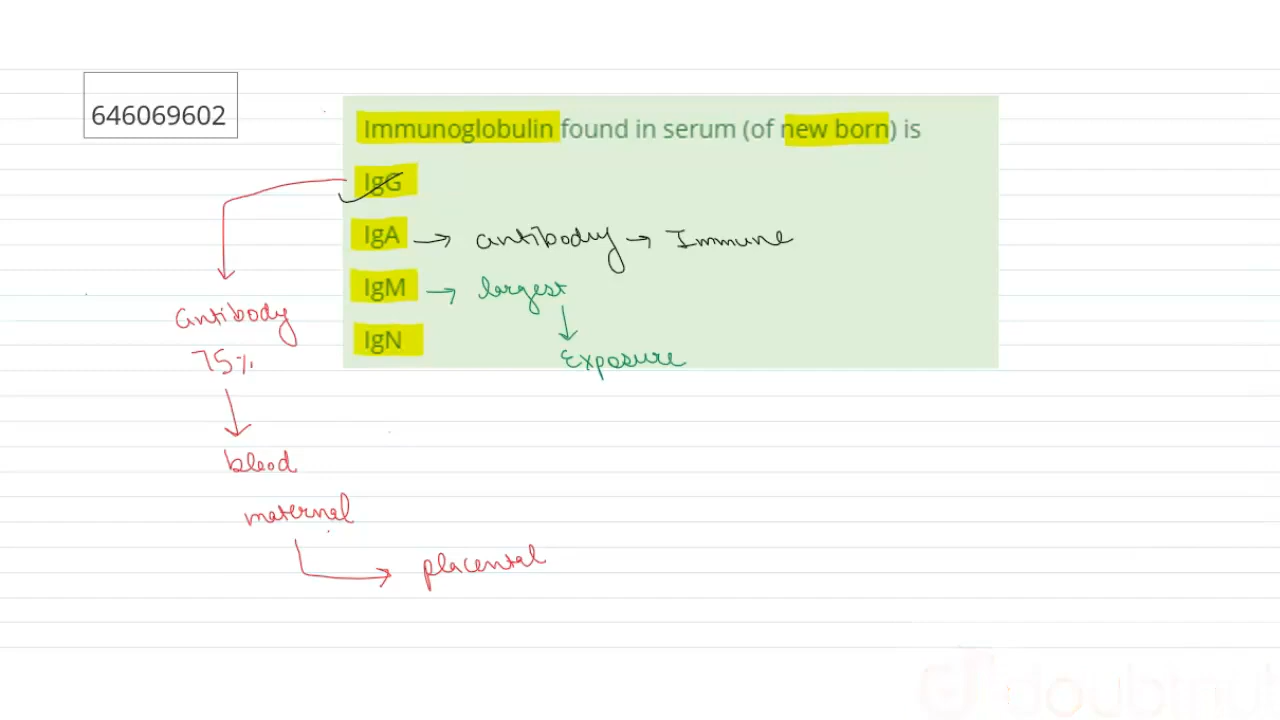 646069602
Immunoglobulin found in serum (of new born) is
IgG
IgA → antibody → Immune
IgM → largest
IgN
Exposure
antibody
75%
blood
maternal
placental
doubtnut